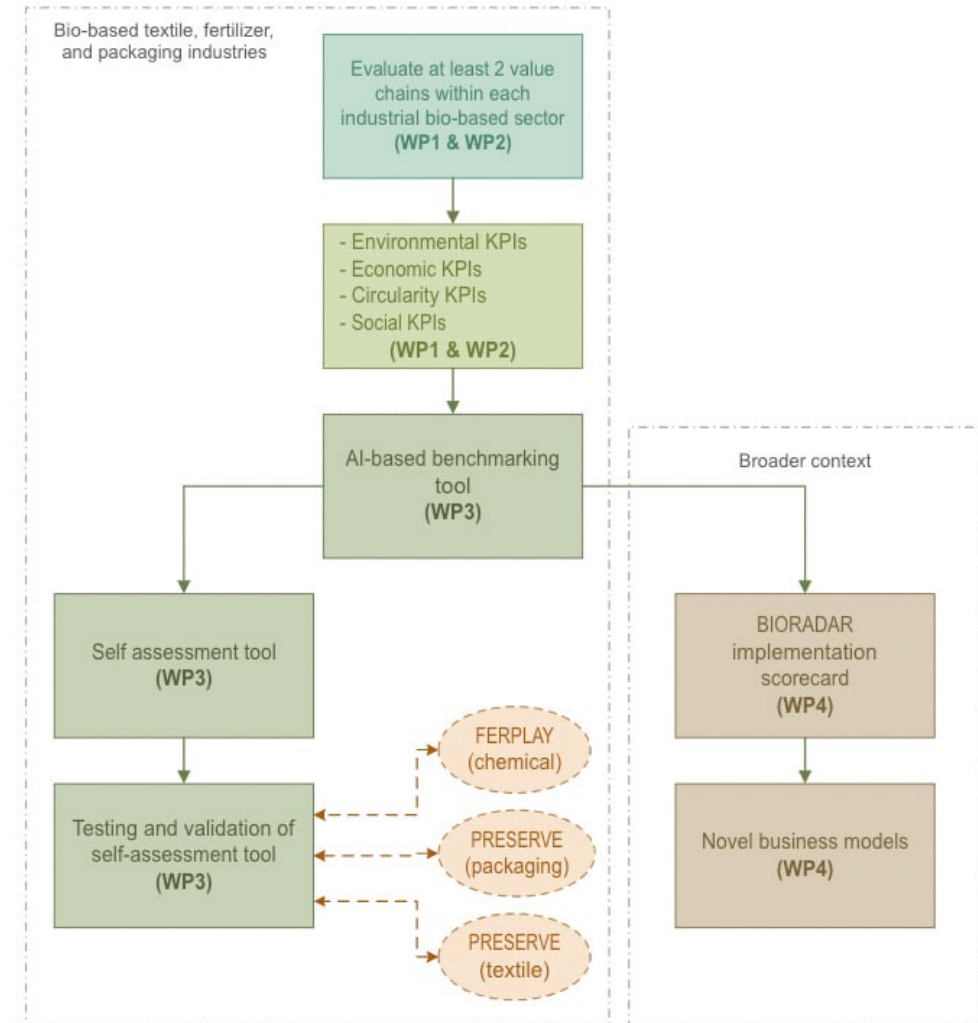 Bio-based textile, fertilizer,
and packaging industries
Evaluate at least 2 value
chains within each
industrial bio-based sector
(WP1 & WP2)
- Environmental KPIs
- Economic KPIs
- Circularity KPIs
- Social KPIs
(WP1 & WP2)
AI-based benchmarking
tool
(WP3)
Broader context
Self assessment tool
(WP3)
BIORADAR
implementation
scorecard
(WP4)
FERPLAY
(chemical)
Testing and validation of
self-assessment tool
(WP3)
PRESERVE
(packaging)
PRESERVE
(textile)
Novel business models
(WP4)